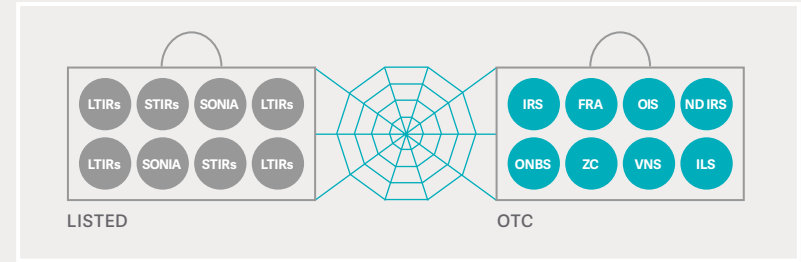 LTIRs STIRs SONIA LTIRs
LTIRs SONIA STIRs LTIRs
LISTED
IRS FRA OIS ND IRS
ONBS ZC VNS ILS
OTC